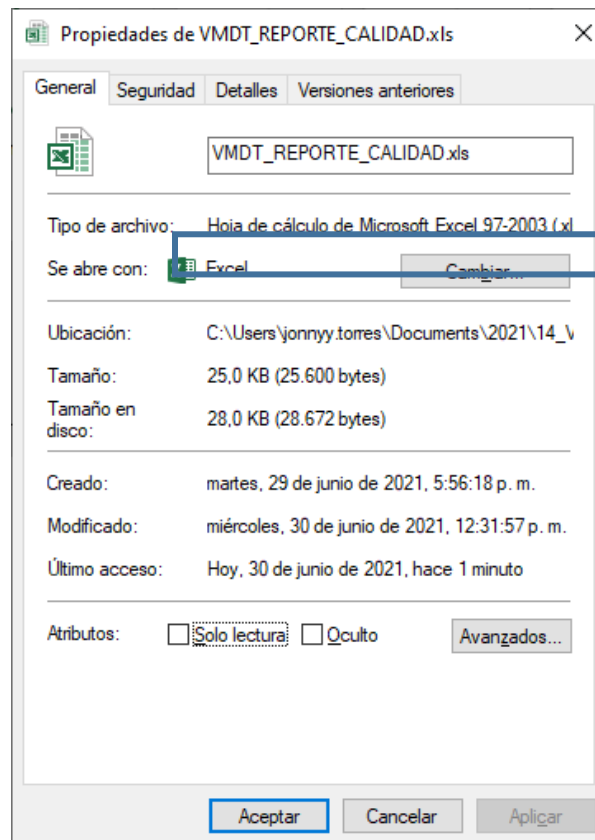 Propiedades de VMDT_REPORTE_CALIDAD.xls
General Seguridad Detalles Versiones anteriores
VMDT_REPORTE_CALIDAD.xls
Tipo de archivo: Hoja de cálculo de Microsoft Excel 97-2003 (.xl
Se abre con: Excel Cambiar...
Ubicación: C:\Users\jonnyy.torres\Documents\2021\14_V
Tamaño: 25,0 KB (25.600 bytes)
Tamaño en
disco: 28,0 KB (28.672 bytes)
Creado: martes, 29 de junio de 2021, 5:56:18 p. m.
Modificado: miércoles, 30 de junio de 2021, 12:31:57 p. m.
Último acceso: Hoy, 30 de junio de 2021, hace 1 minuto
Atributos: Solo lectura Oculto Avanzados...
Aceptar Cancelar Aplicar